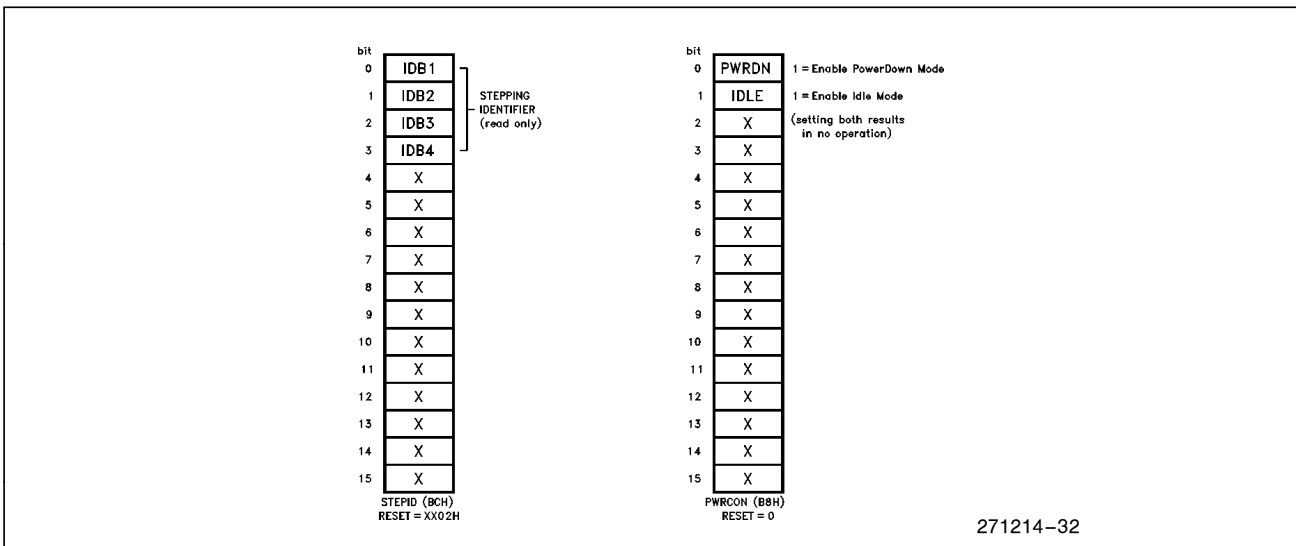 bit
0 IDB1
1 IDB2
2 IDB3
3 IDB4
4 X
5 X
6 X
7 X
8 X
9 X
10 X
11 X
12 X
13 X
14 X
15 X
STEPPING
IDENTIFIER
(read only)
STEPID (BCH)
RESET = XX02H
bit
0 PWRDN 1 = Enable PowerDown Mode
1 IDLE 1 = Enable Idle Mode
2 X (setting both results
in no operation)
3 X
4 X
5 X
6 X
7 X
8 X
9 X
10 X
11 X
12 X
13 X
14 X
15 X
PWRCON (B8H)
RESET = 0
271214–32